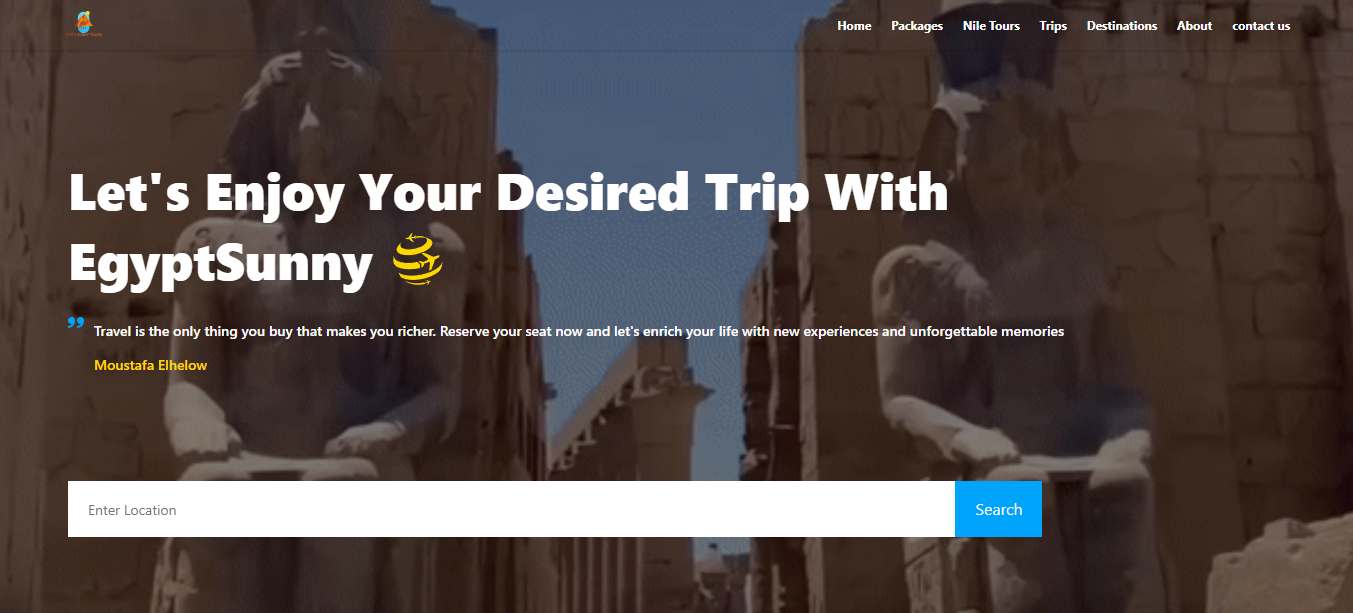 Home Packages Nile Tours Trips Destinations About contact us
Let's Enjoy Your Desired Trip With
EgyptSunny
” Travel is the only thing you buy that makes you richer. Reserve your seat now and let's enrich your life with new experiences and unforgettable memories
Moustafa Elhelow
Enter Location
Search